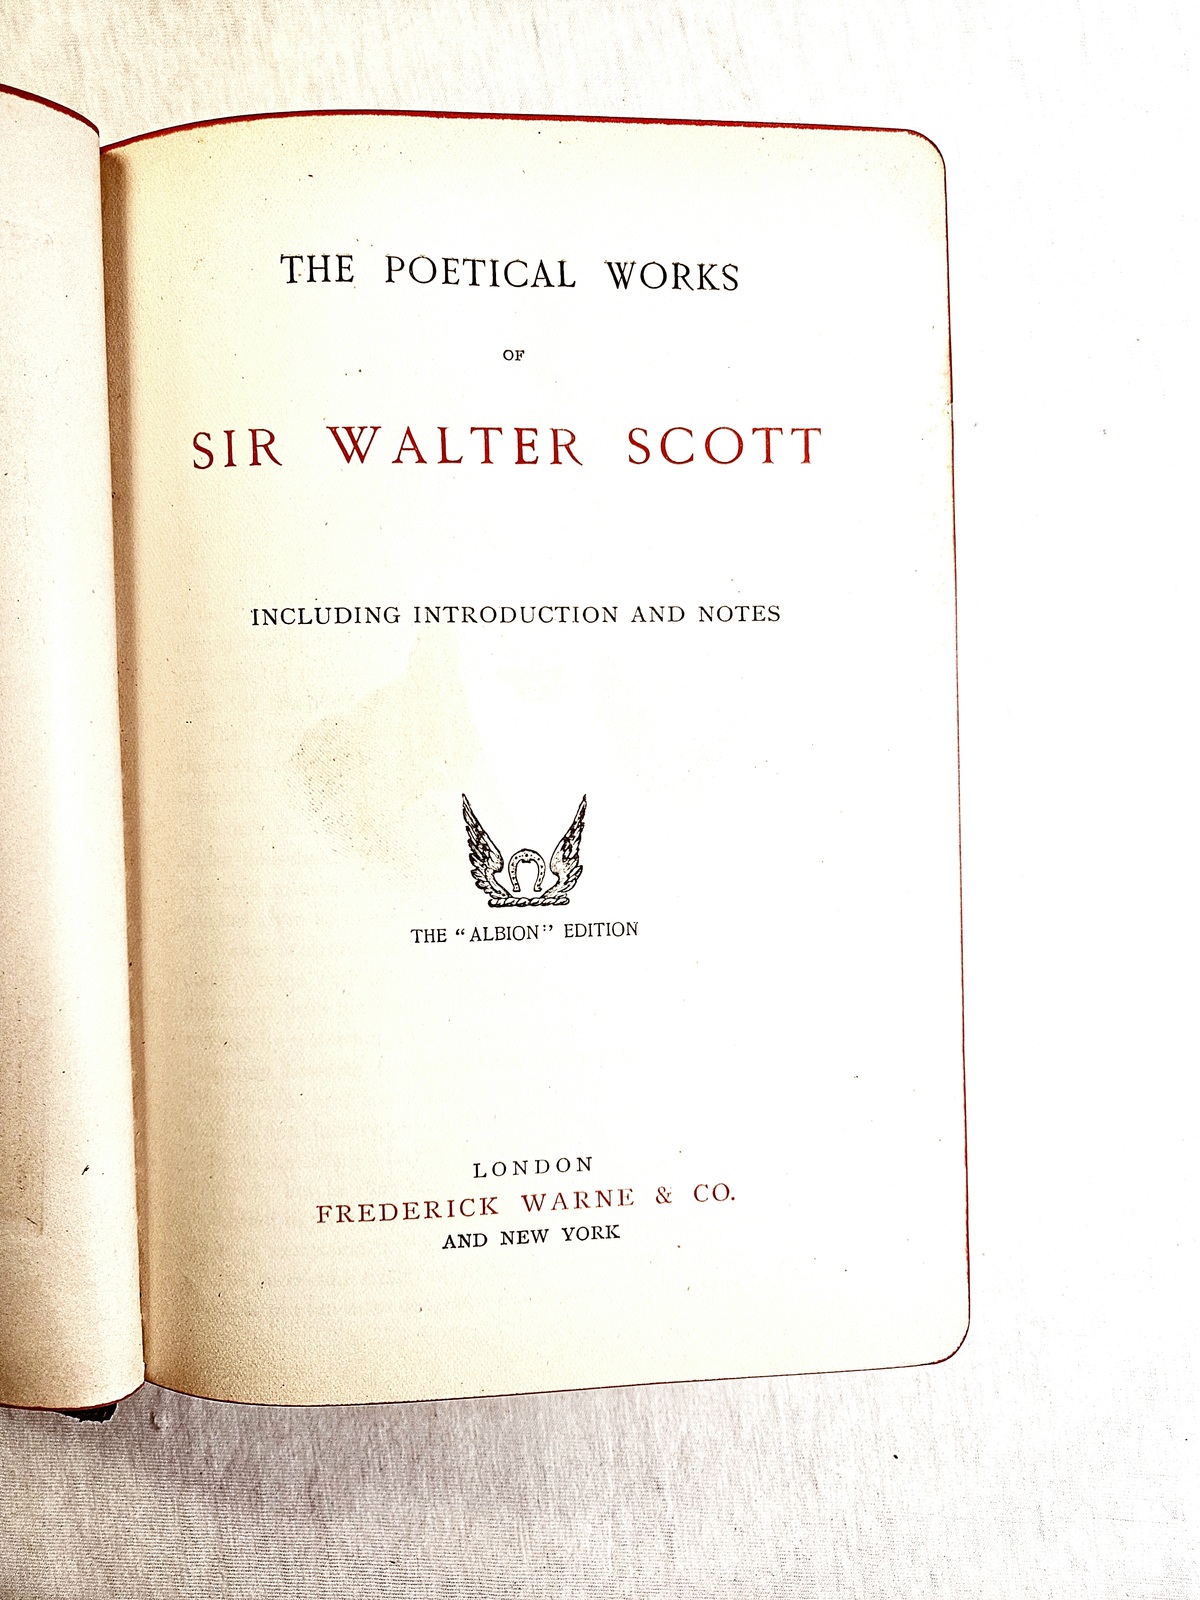 THE POETICAL WORKS
OF
SIR WALTER SCOTT
INCLUDING INTRODUCTION AND NOTES
THE “ALBION” EDITION
LONDON
FREDERICK WARNE & CO.
AND NEW YORK